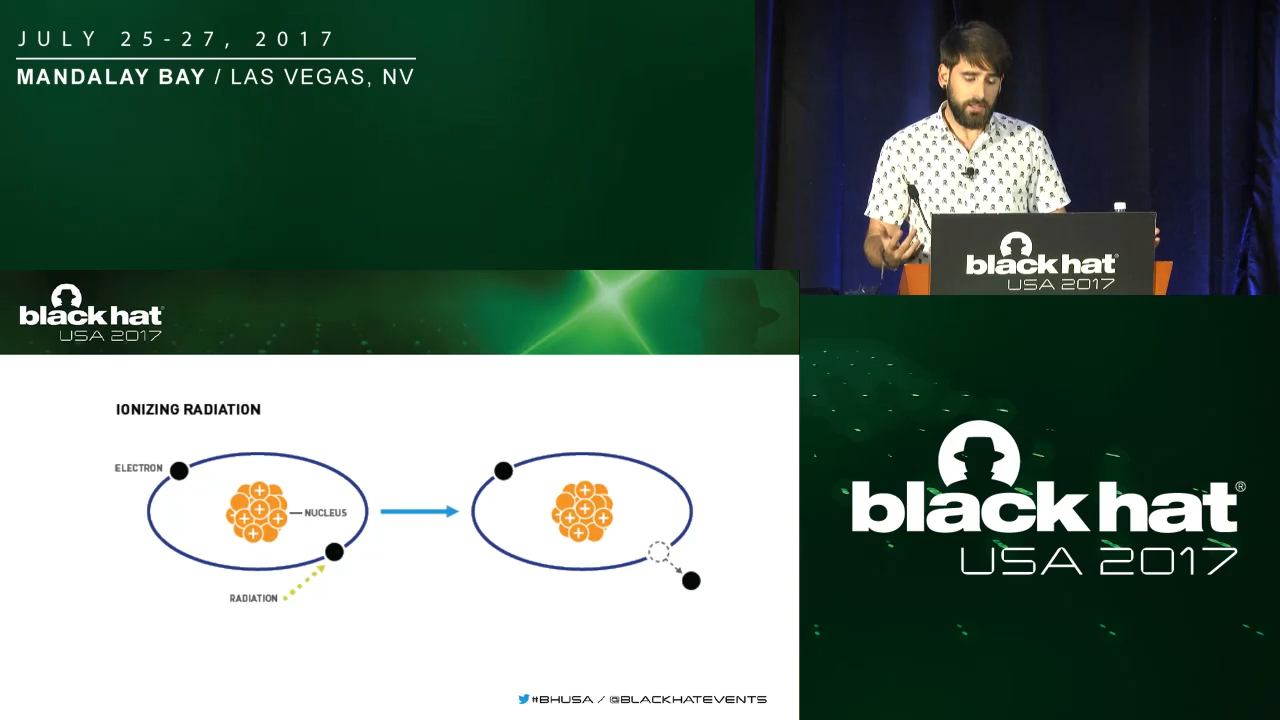 JULY 25-27, 2017
MANDALAY BAY / LAS VEGAS, NV
black hat®
USA 2017
black hat®
USA 2017
IONIZING RADIATION
ELECTRON
NUCLEUS
RADIATION
#BHUSA / @BLACKHATEVENTS
black hat®
USA 2017